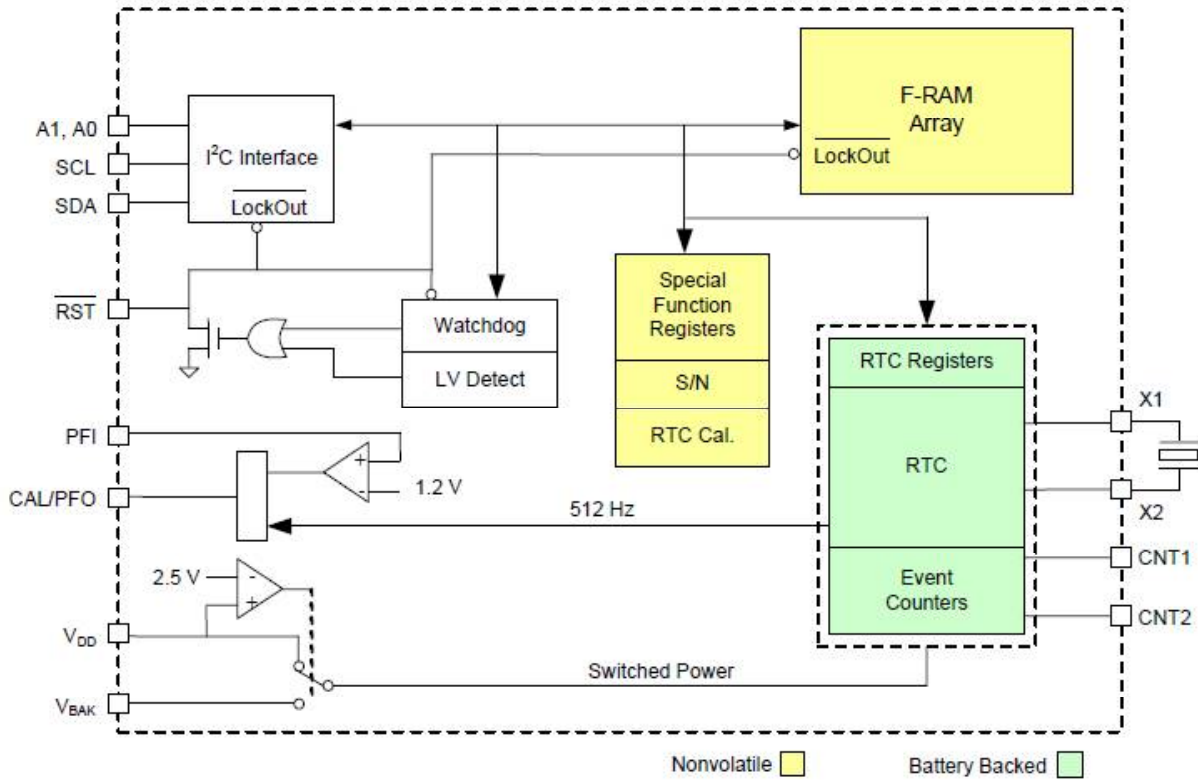 F-RAM
Array
LockOut
A1, A0
SCL
SDA
I²C Interface
LockOut
RST
Watchdog
LV Detect
Special
Function
Registers
S/N
RTC Cal.
RTC Registers
RTC
Event
Counters
X1
X2
CNT1
CNT2
PFI
+
-
1.2 V
CAL/PFO
512 Hz
2.5 V
-
+
VDD
VBAK
Switched Power
Nonvolatile
Battery Backed